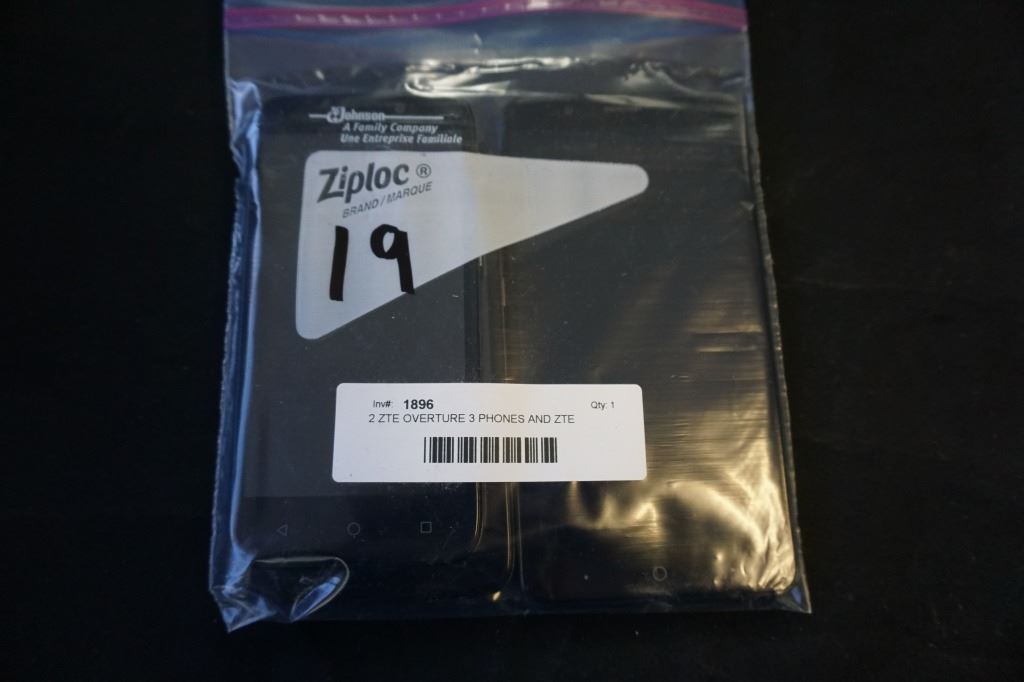 Johnson
A Family Company
Une Entreprise Familiale
Ziploc ®
BRAND / MARQUE
19
Inv#: 1896 Qty: 1
2 ZTE OVERTURE 3 PHONES AND ZTE